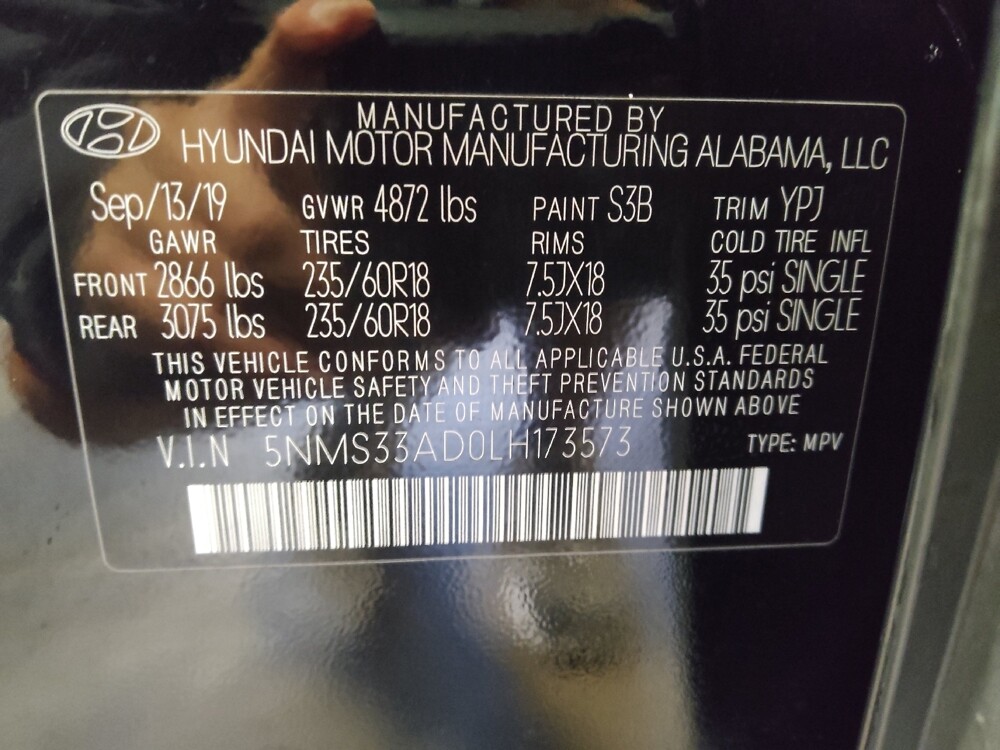 MANUFACTURED BY
HYUNDAI MOTOR MANUFACTURING ALABAMA, LLC
Sep/13/19 GVWR 4872 lbs PAINT S3B TRIM YPJ
GAWR TIRES RIMS COLD TIRE INFL
FRONT 2866 lbs 235/60R18 7.5JX18 35 psi SINGLE
REAR 3075 lbs 235/60R18 7.5JX18 35 psi SINGLE
THIS VEHICLE CONFORMS TO ALL APPLICABLE U.S.A. FEDERAL
MOTOR VEHICLE SAFETY AND THEFT PREVENTION STANDARDS
IN EFFECT ON THE DATE OF MANUFACTURE SHOWN ABOVE
V.I.N 5NMS33AD0LH173573 TYPE: MPV